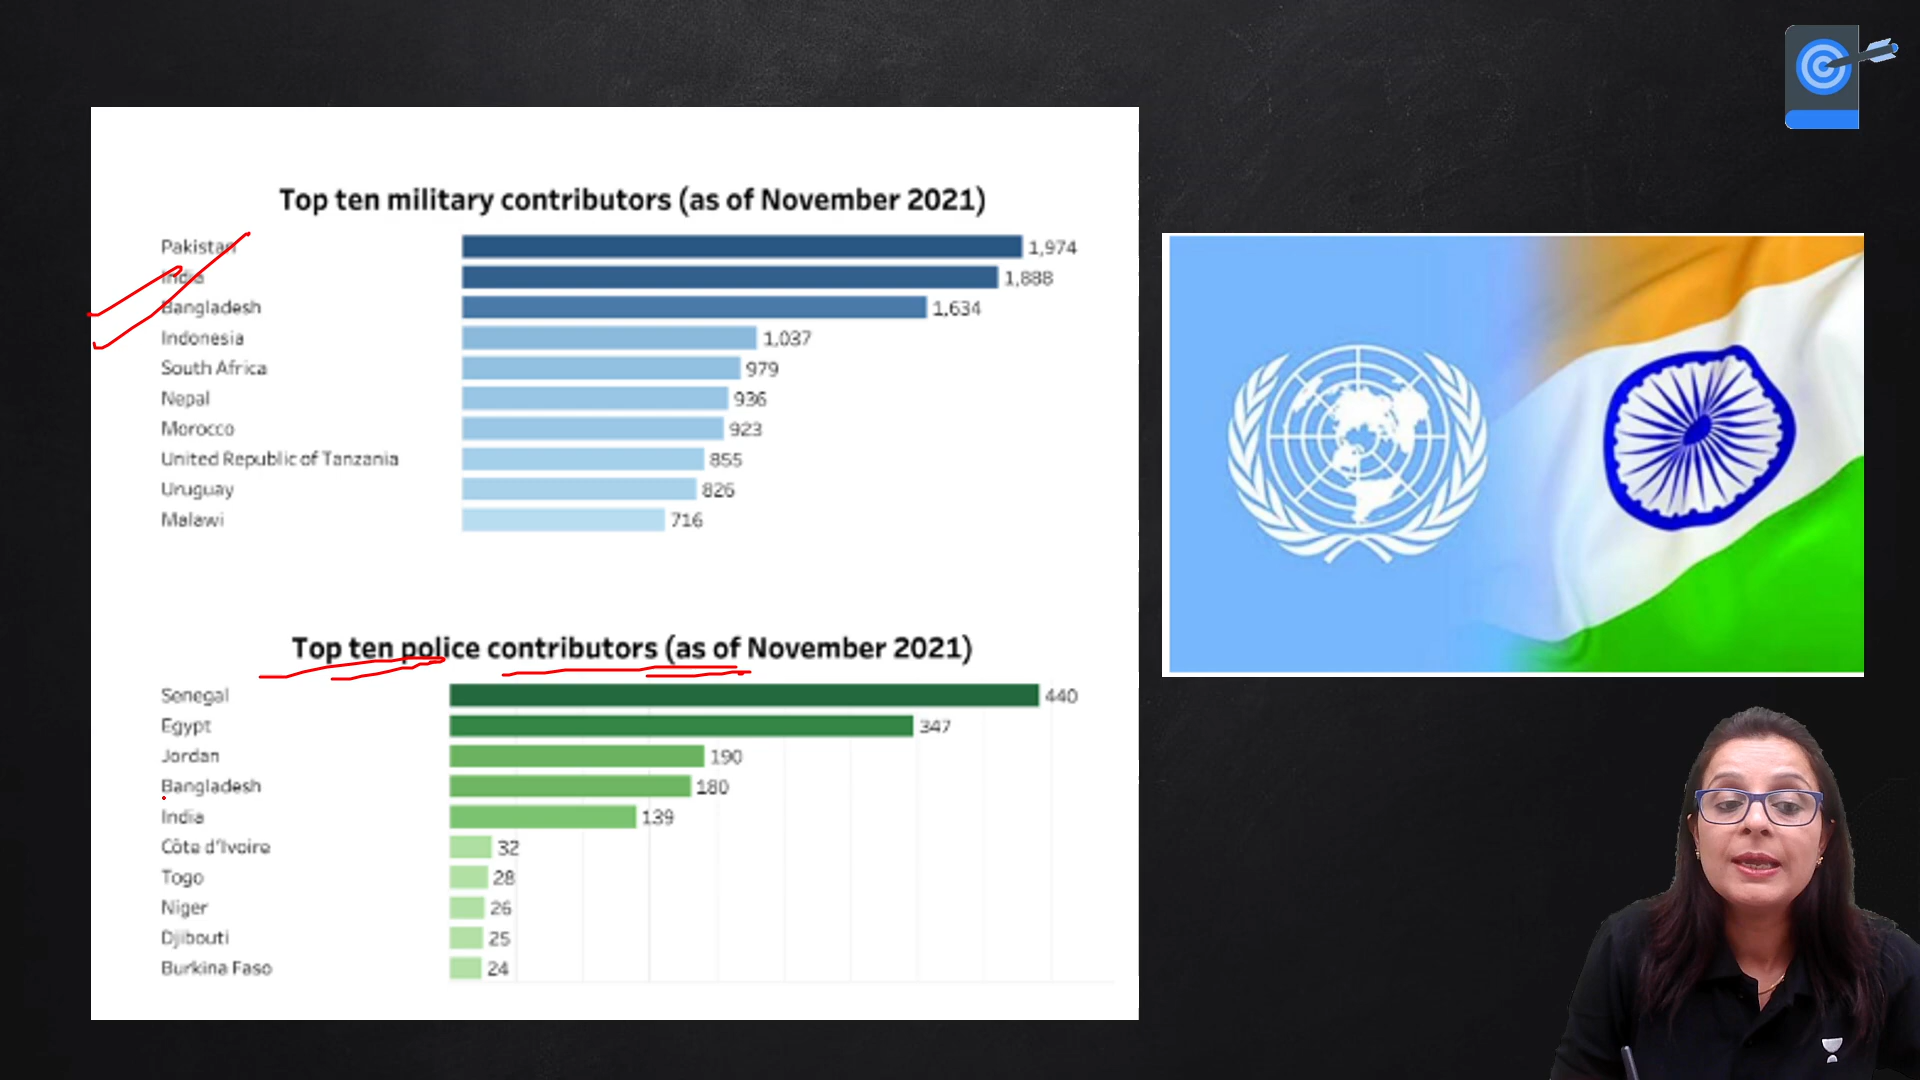 Top ten military contributors (as of November 2021)
Pakistan 1,974
India 1,888
Bangladesh 1,634
Indonesia 1,037
South Africa 979
Nepal 936
Morocco 923
United Republic of Tanzania 855
Uruguay 826
Malawi 716
Top ten police contributors (as of November 2021)
Senegal 440
Egypt 347
Jordan 190
Bangladesh 180
India 139
Côte d'Ivoire 32
Togo 28
Niger 26
Djibouti 25
Burkina Faso 24